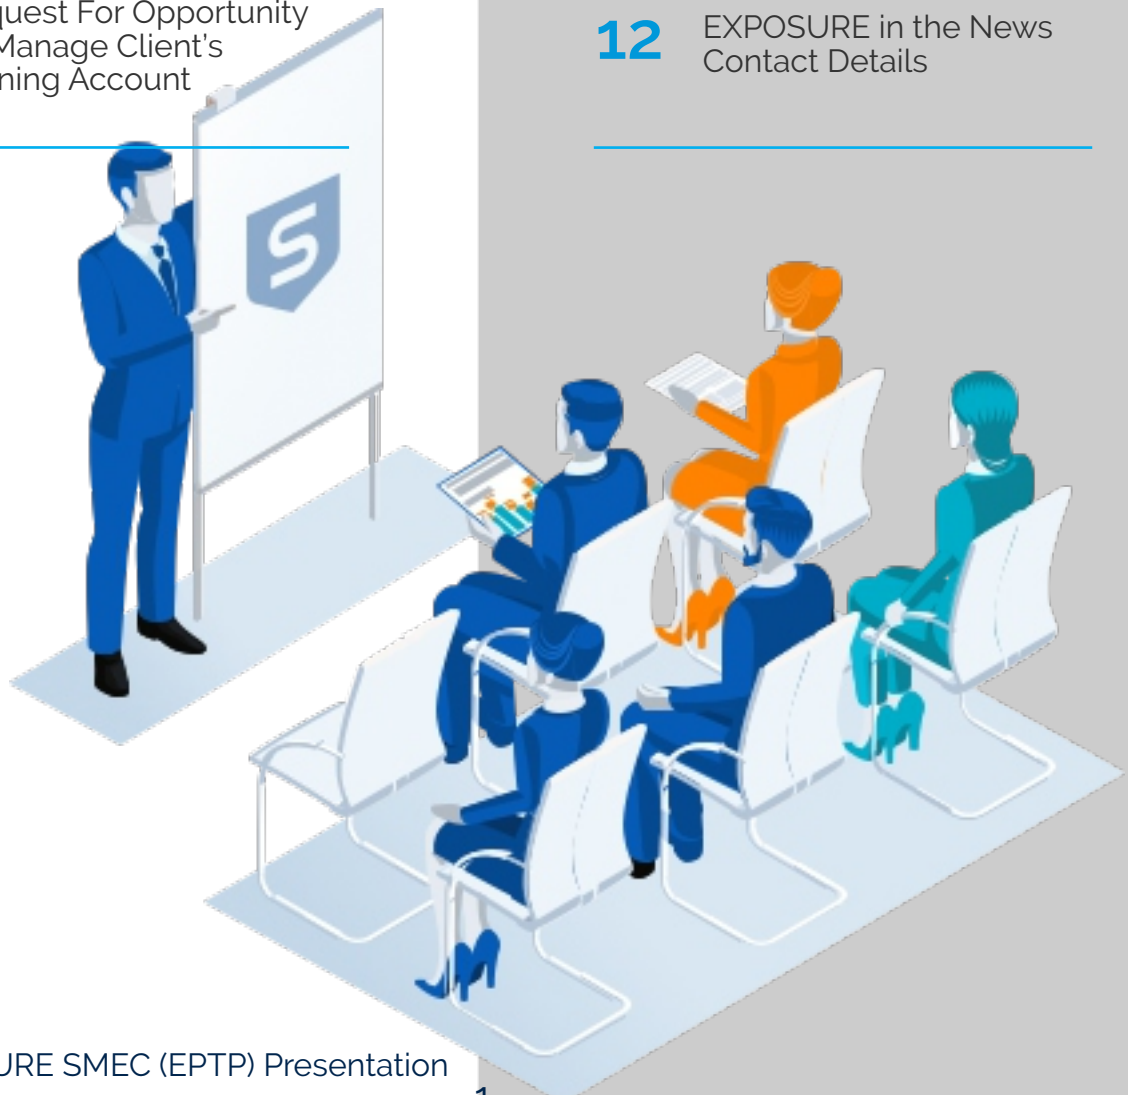 quest For Opportunity
Manage Client's
ning Account
12
EXPOSURE in the News
Contact Details
S
URE SMEC (EPTP) Presentation
1